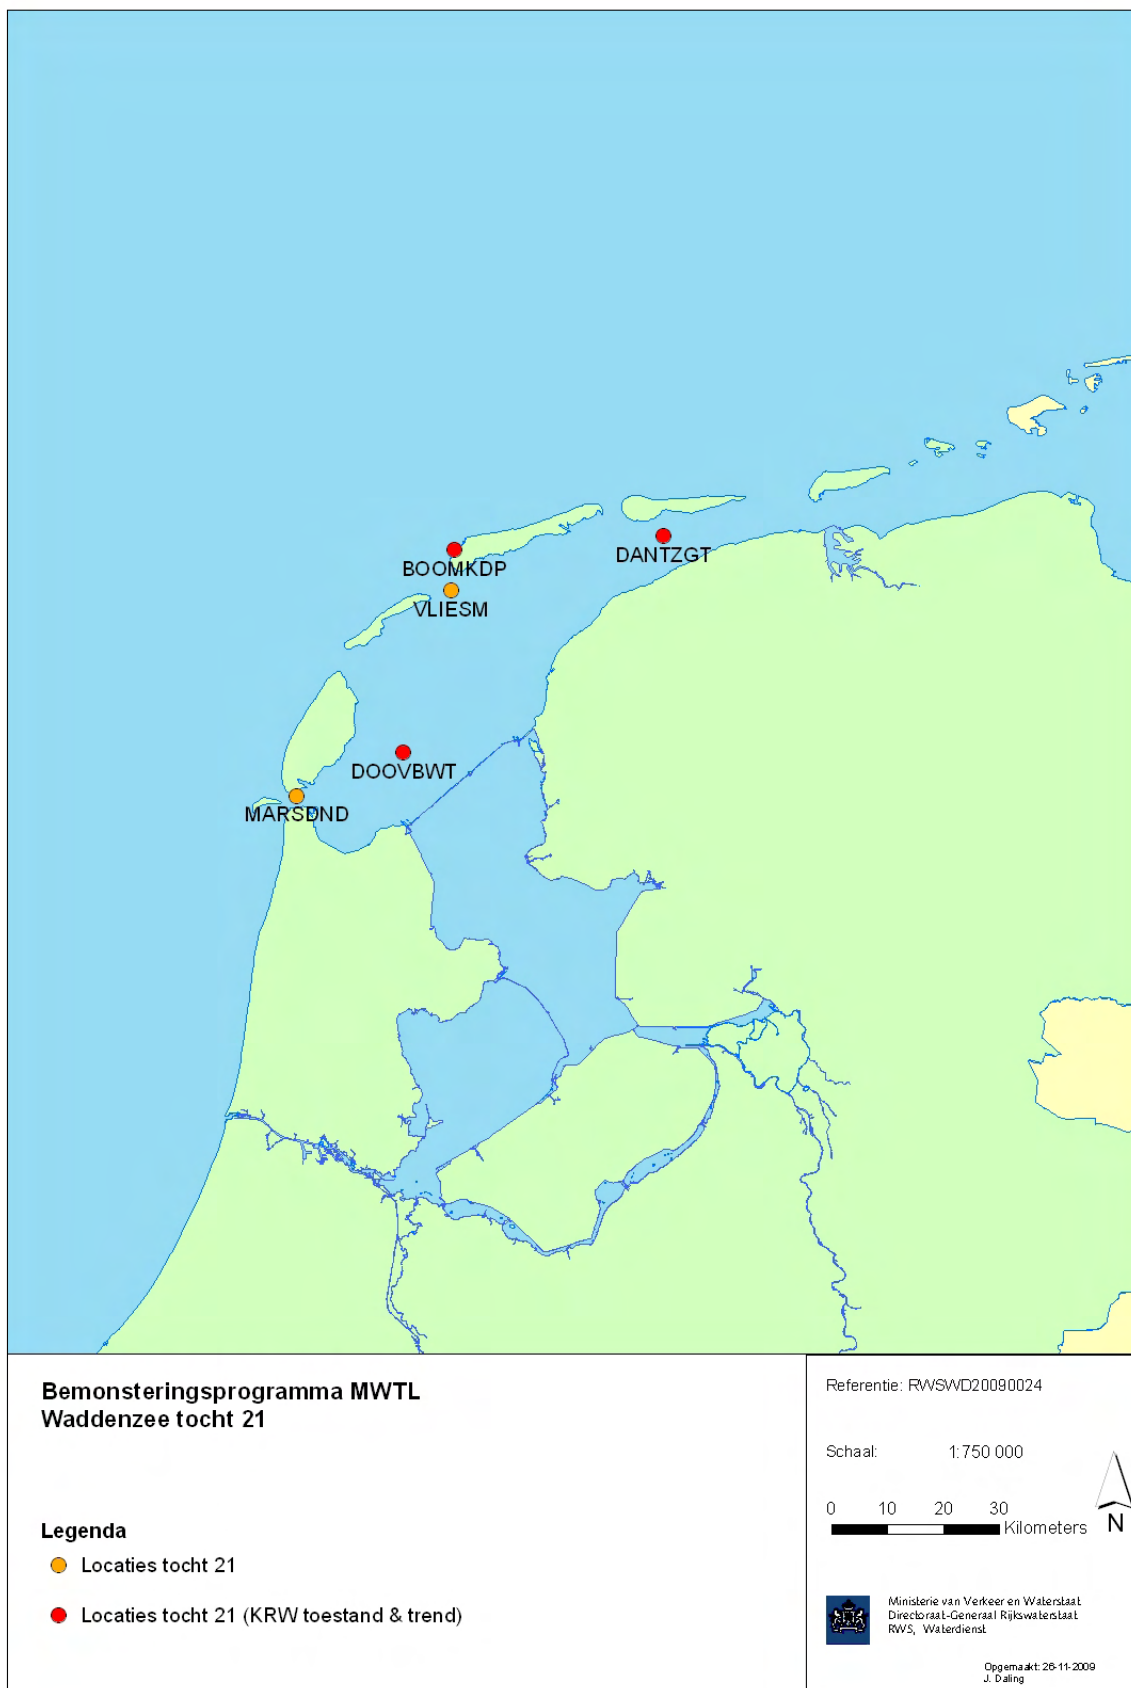 DANTZGT
BOOMKDP
VLIESM
DOOVBWT
MARSDND
Bemonsteringsprogramma MWTL
Waddenzee tocht 21
Legenda
Locaties tocht 21
Locaties tocht 21 (KRW toestand & trend)
Referentie: RWSWD20090024
Schaal: 1:750 000
0 10 20 30
Kilometers
N
Ministerie van Verkeer en Waterstaat
Directoraat-Generaal Rijkswaterstaat
RWS, Waterdienst
Opgemaakt: 26-11-2009
J. Daling